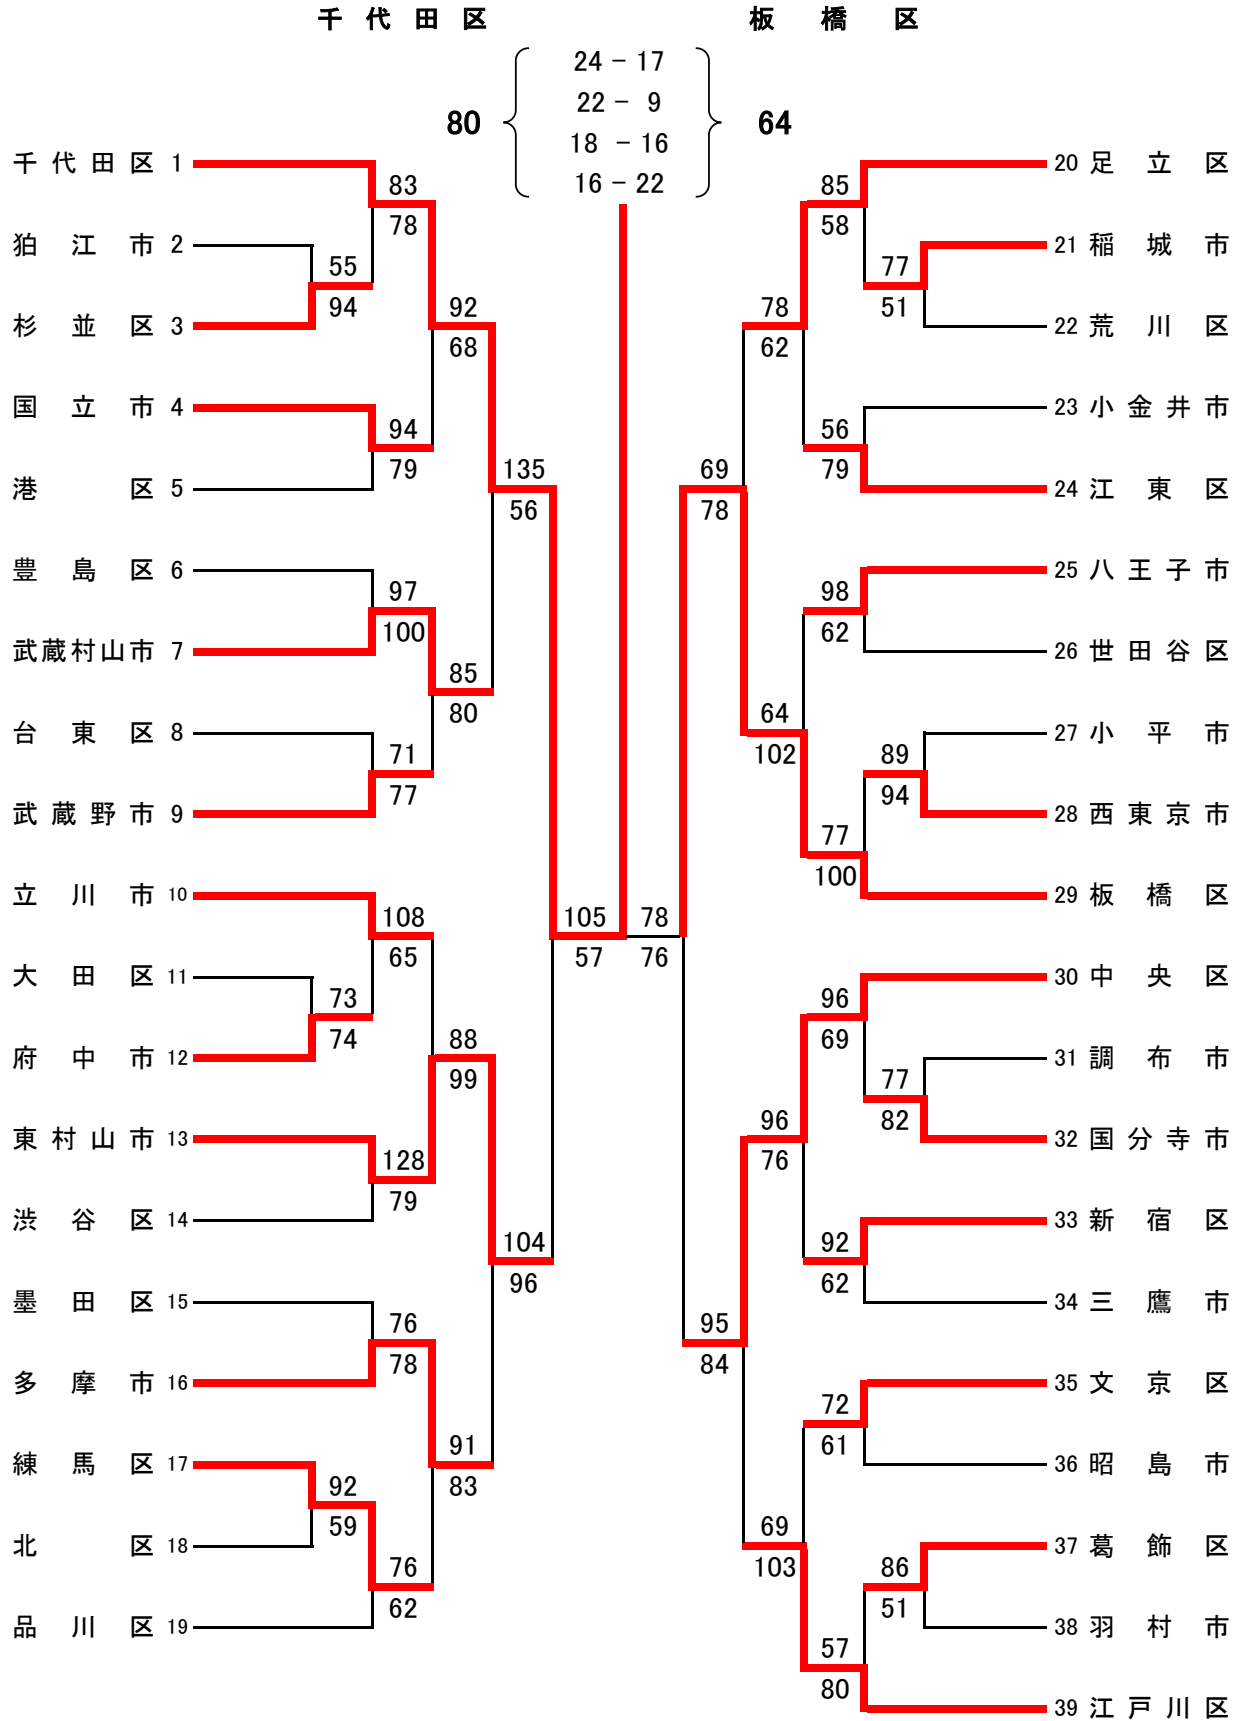 千代田区 板橋区
24 － 17
22 － 9
80 64
18 － 16
16 － 22
千代田区 1
83
78
狛江市 2
55
94
杉並区 3
92
68
国立市 4
94
79
港区 5
135
56
豊島区 6
97
100
武蔵村山市 7
85
80
台東区 8
71
77
武蔵野市 9
立川市 10
108
65
105
57
大田区 11
73
74
府中市 12
88
99
東村山市 13
128
79
渋谷区 14
104
96
墨田区 15
76
78
多摩市 16
91
83
練馬区 17
92
59
北区 18
76
62
品川区 19
20 足立区
85
58
21 稲城市
77
51
22 荒川区
78
62
23 小金井市
56
79
24 江東区
69
78
25 八王子市
98
62
26 世田谷区
64
102
27 小平市
89
94
28 西東京市
77
100
29 板橋区
78
76
30 中央区
96
69
31 調布市
77
82
32 国分寺市
96
76
33 新宿区
92
62
34 三鷹市
95
84
35 文京区
72
61
36 昭島市
69
103
37 葛飾区
86
51
38 羽村市
57
80
39 江戸川区